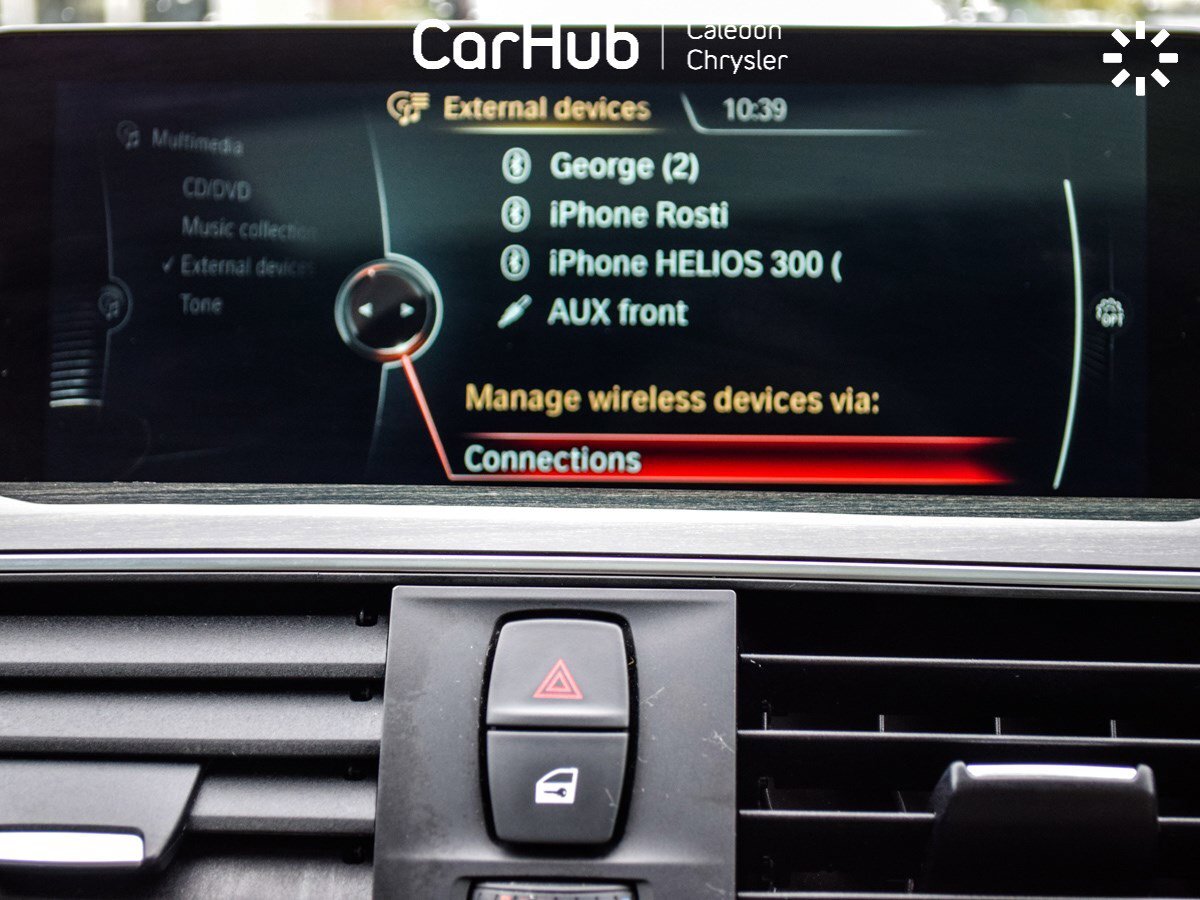 CarHub
Caledon
Chrysler
External devices
10:39
Multimedia
CD/DVD
Music collection
✓ External devices
Tone
George (2)
iPhone Rosti
iPhone HELIOS 300 (
AUX front
OPT
Manage wireless devices via:
Connections